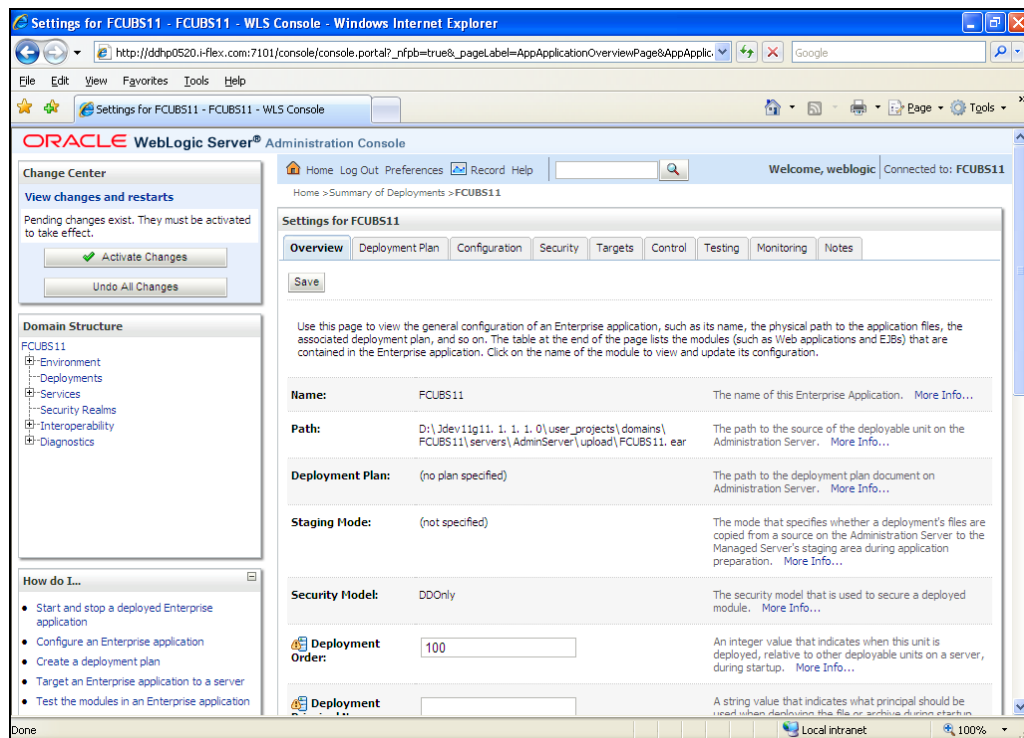 Settings for FCUBS11 - FCUBS11 - WLS Console - Windows Internet Explorer
http://ddhp0520.i-flex.com:7101/console/console.portal?_nfpb=true&_pageLabel=AppApplicationOverviewPage&AppApplic
Google
File Edit View Favorites Tools Help
Settings for FCUBS11 - FCUBS11 - WLS Console
Page Tools
ORACLE WebLogic Server® Administration Console
Change Center
View changes and restarts
Pending changes exist. They must be activated
to take effect.
Activate Changes
Undo All Changes
Domain Structure
FCUBS11
Environment
Deployments
Services
Security Realms
Interoperability
Diagnostics
How do I...
Start and stop a deployed Enterprise
application
Configure an Enterprise application
Create a deployment plan
Target an Enterprise application to a server
Test the modules in an Enterprise application
Home Log Out Preferences Record Help
Welcome, weblogic Connected to: FCUBS11
Home >Summary of Deployments >FCUBS11
Settings for FCUBS11
Overview Deployment Plan Configuration Security Targets Control Testing Monitoring Notes
Save
Use this page to view the general configuration of an Enterprise application, such as its name, the physical path to the application files, the
associated deployment plan, and so on. The table at the end of the page lists the modules (such as Web applications and EJBs) that are
contained in the Enterprise application. Click on the name of the module to view and update its configuration.
Name: FCUBS11 The name of this Enterprise Application. More Info...
Path: D:\Jdev11g11. 1. 1. 1. 0\user_projects\domains\ The path to the source of the deployable unit on the
FCUBS11\servers\AdminServer\upload\FCUBS11. ear Administration Server. More Info...
Deployment Plan: (no plan specified) The path to the deployment plan document on
Administration Server. More Info...
Staging Mode: (not specified) The mode that specifies whether a deployment's files are
copied from a source on the Administration Server to the
Managed Server's staging area during application
preparation. More Info...
Security Model: DDOnly The security model that is used to secure a deployed
module. More Info...
Deployment 100 An integer value that indicates when this unit is
Order: deployed, relative to other deployable units on a server,
during startup. More Info...
Deployment A string value that indicates what principal should be
used when deploying the file or archive during startup
Done Local intranet 100%